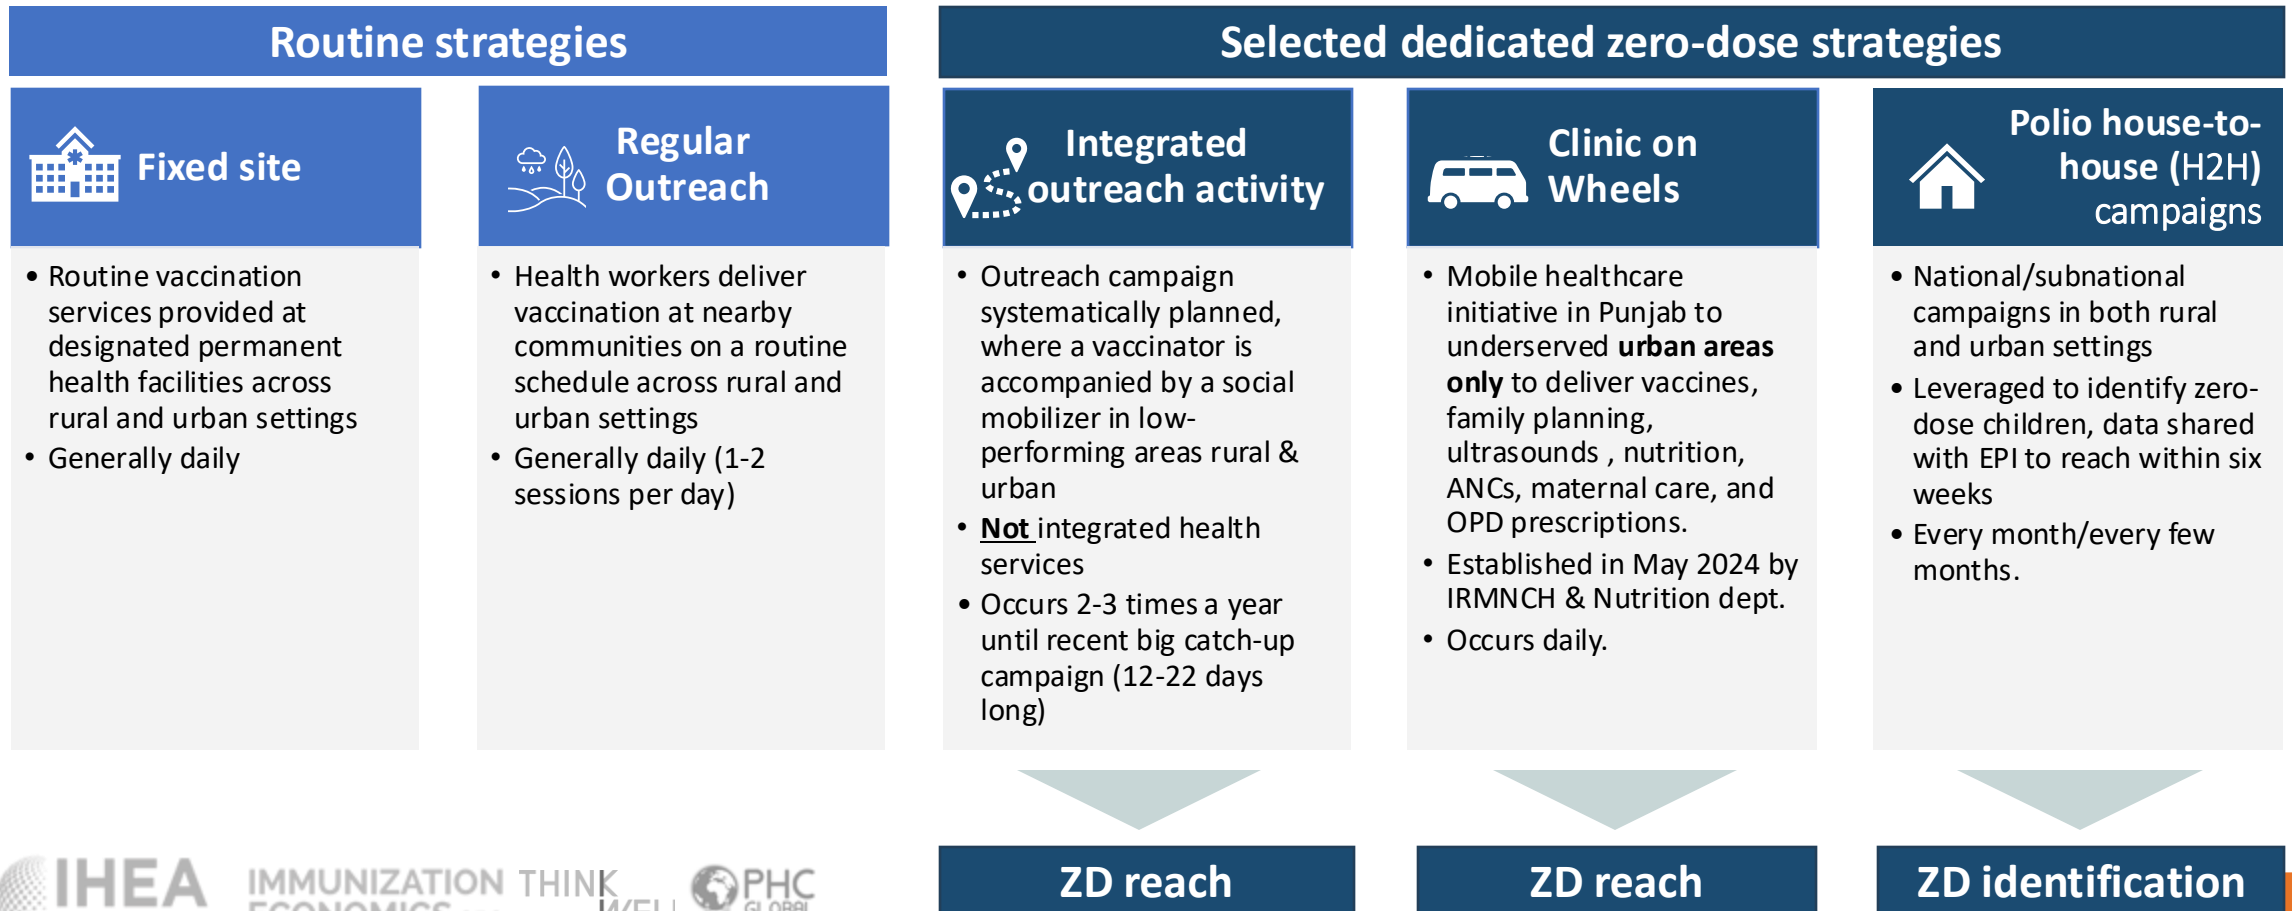 Routine strategies
Selected dedicated zero-dose strategies
Fixed site
• Routine vaccination
services provided at
designated permanent
health facilities across
rural and urban settings
• Generally daily
Regular
Outreach
• Health workers deliver
vaccination at nearby
communities on a routine
schedule across rural and
urban settings
• Generally daily (1-2
sessions per day)
Integrated
outreach activity
• Outreach campaign
systematically planned,
where a vaccinator is
accompanied by a social
mobilizer in low-
performing areas rural &
urban
• Not integrated health
services
• Occurs 2-3 times a year
until recent big catch-up
campaign (12-22 days
long)
Clinic on
Wheels
• Mobile healthcare
initiative in Punjab to
underserved urban areas
only to deliver vaccines,
family planning,
ultrasounds , nutrition,
ANCs, maternal care, and
OPD prescriptions.
• Established in May 2024 by
IRMNCH & Nutrition dept.
• Occurs daily.
Polio house-to-
house (H2H)
campaigns
• National/subnational
campaigns in both rural
and urban settings
• Leveraged to identify zero-
dose children, data shared
with EPI to reach within six
weeks
• Every month/every few
months.
ZD reach
ZD reach
ZD identification
IHEA
IMMUNIZATION
ECONOMICS
THINK
WELL
PHC
GLOBAL